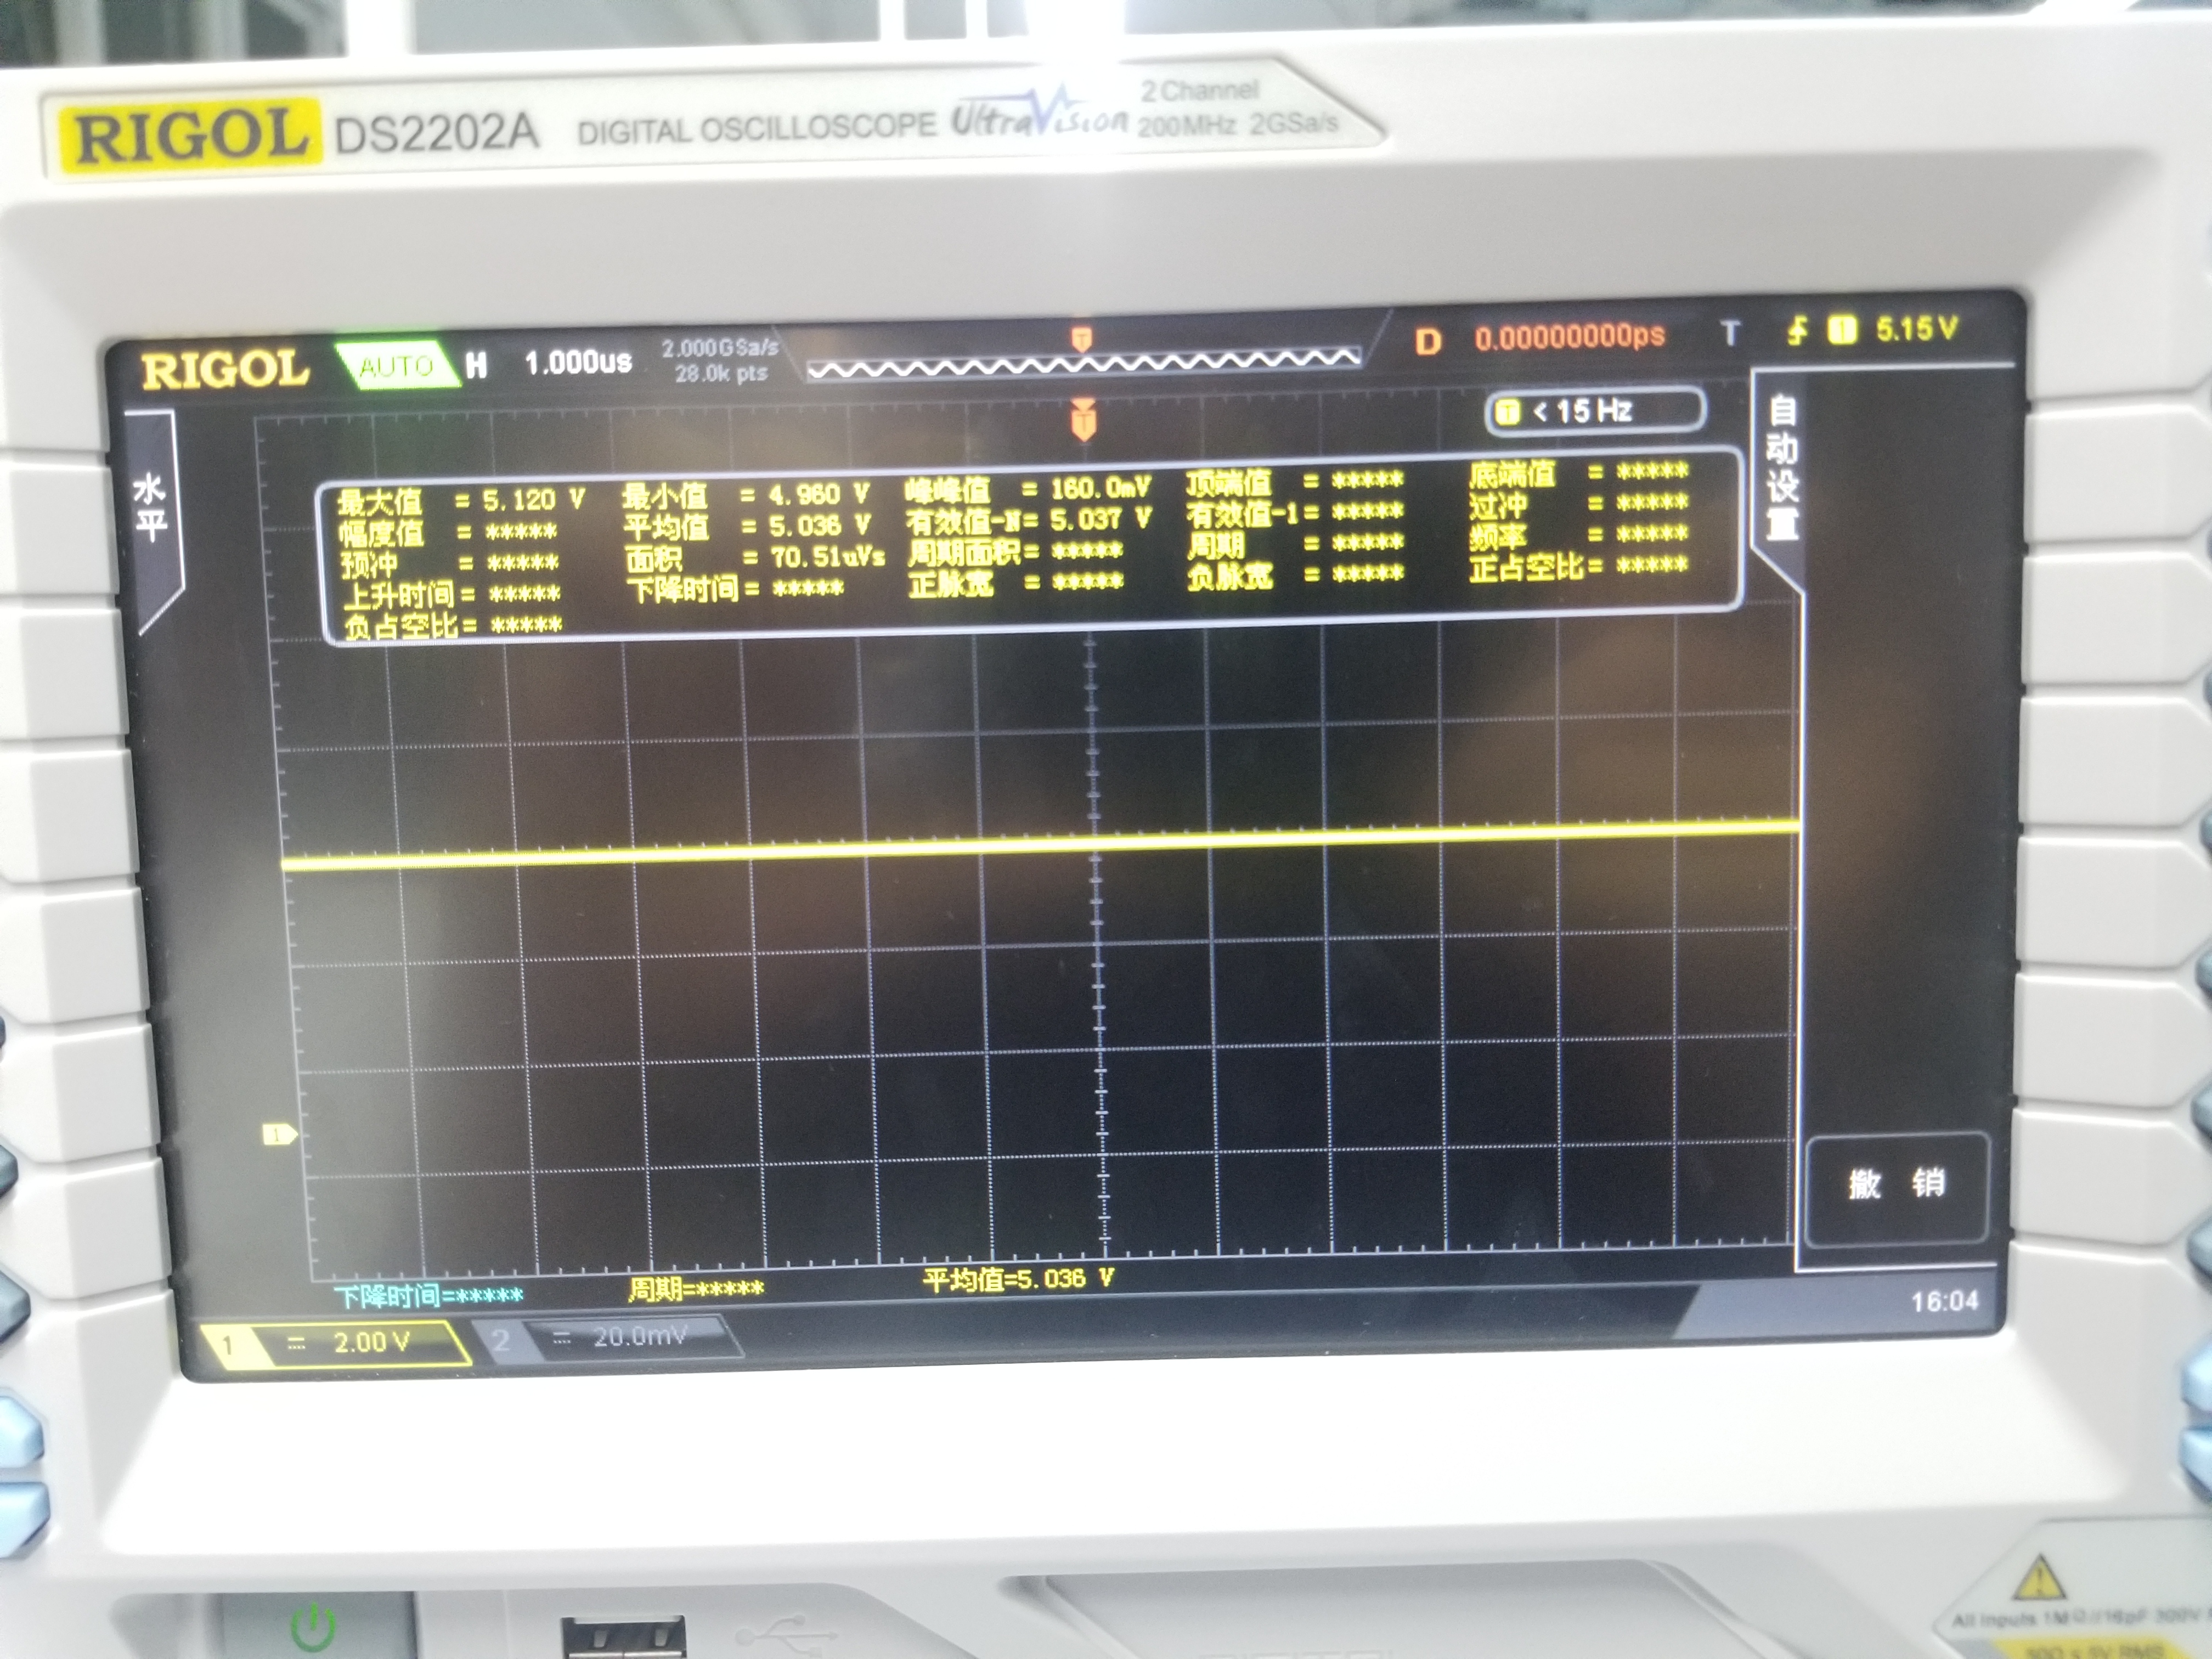 RIGOL DS2202A DIGITAL OSCILLOSCOPE UltraVision 2 Channel
200MHz 2GSa/s
RIGOL AUTO H 1.000us 2.000GSa/s
28.0k pts
D 0.00000000ps T 1 5.15 V
水平
T < 15 Hz
自动设置
最大值 = 5.120 V 最小值 = 4.960 V 峰峰值 = 160.0mV 顶端值 = ***** 底端值 = *****
幅度值 = ***** 平均值 = 5.036 V 有效值-N= 5.037 V 有效值-1= ***** 过冲 = *****
预冲 = ***** 面积 = 70.51uVs 周期面积= ***** 周期 = ***** 频率 = *****
上升时间= ***** 下降时间= ***** 正脉宽 = ***** 负脉宽 = ***** 正占空比= *****
负占空比= *****
1
撤 销
下降时间=***** 周期=***** 平均值=5.036 V
1 2.00 V 2 20.0mV 16:04
All Inputs 1MΩ//16pF 300V
50Ω ≤ 5V RMS